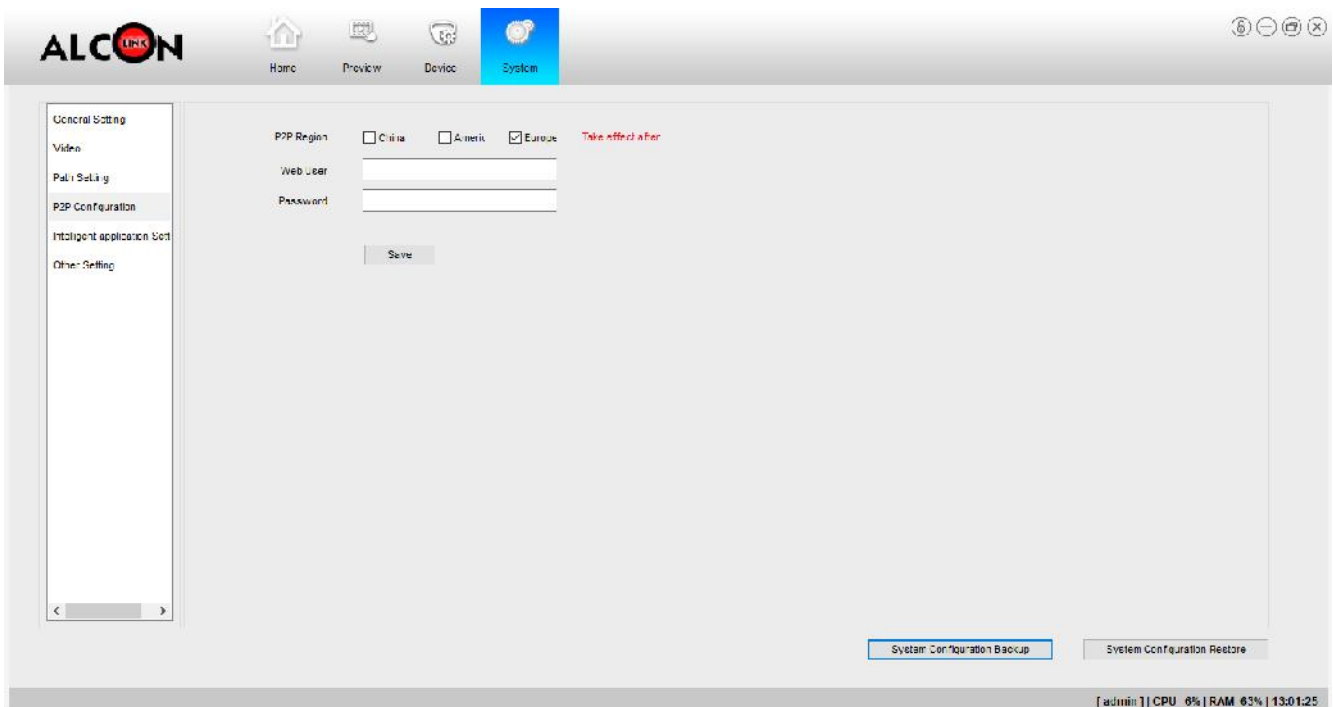 ALCON LINK
Home Preview Device System
General Setting
Video
Path Setting
P2P Configuration
Intelligent application Sett
Other Setting
P2P Region China Americ Europe Take effect after
Web User
Password
Save
System Configuration Backup System Configuration Restore
[ admin ] | CPU 6% | RAM 63% | 13:01:25